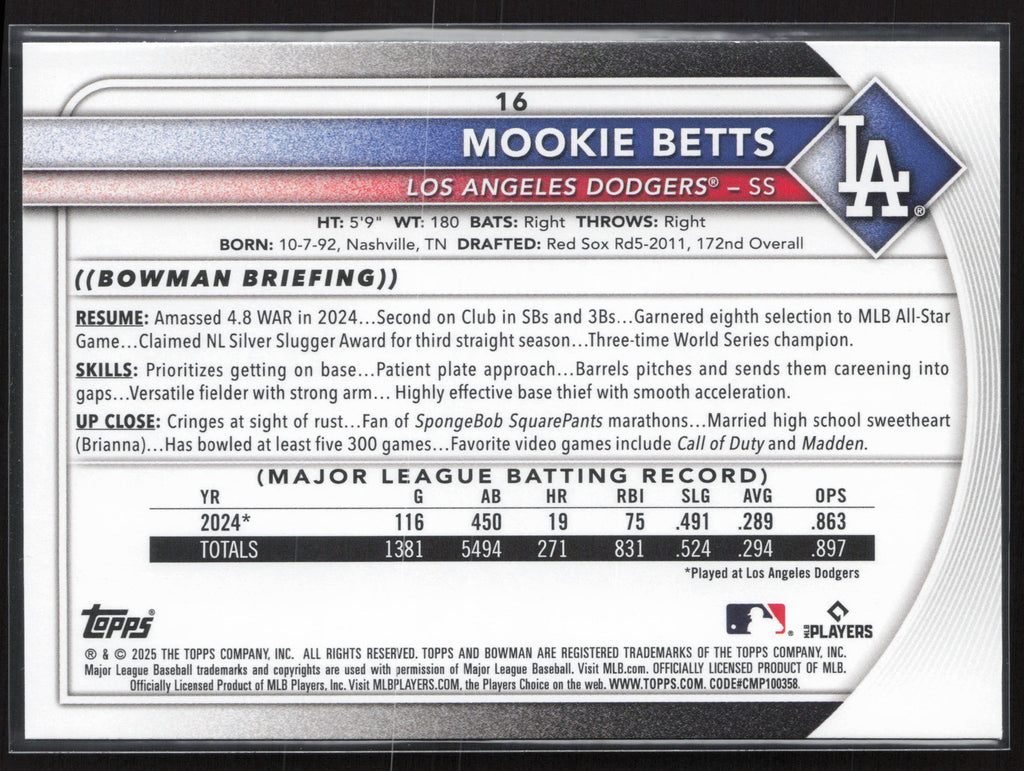 16
MOOKIE BETTS
LOS ANGELES DODGERS® – SS
LA®
HT: 5'9" WT: 180 BATS: Right THROWS: Right
BORN: 10-7-92, Nashville, TN DRAFTED: Red Sox Rd5-2011, 172nd Overall
((BOWMAN BRIEFING))
RESUME: Amassed 4.8 WAR in 2024...Second on Club in SBs and 3Bs...Garnered eighth selection to MLB All-Star
Game...Claimed NL Silver Slugger Award for third straight season...Three-time World Series champion.
SKILLS: Prioritizes getting on base...Patient plate approach...Barrels pitches and sends them careening into
gaps...Versatile fielder with strong arm... Highly effective base thief with smooth acceleration.
UP CLOSE: Cringes at sight of rust...Fan of SpongeBob SquarePants marathons...Married high school sweetheart
(Brianna)...Has bowled at least five 300 games...Favorite video games include Call of Duty and Madden.
(MAJOR LEAGUE BATTING RECORD)
YR G AB HR RBI SLG AVG OPS
2024* 116 450 19 75 .491 .289 .863
TOTALS 1381 5494 271 831 .524 .294 .897
*Played at Los Angeles Dodgers
Topps® ® MLB PLAYERS
® & © 2025 THE TOPPS COMPANY, INC. ALL RIGHTS RESERVED. TOPPS AND BOWMAN ARE REGISTERED TRADEMARKS OF THE TOPPS COMPANY, INC.
Major League Baseball trademarks and copyrights are used with permission of Major League Baseball. Visit MLB.com. OFFICIALLY LICENSED PRODUCT OF MLB.
Officially Licensed Product of MLB Players, Inc. Visit MLBPLAYERS.COM, the Players Choice on the web. WWW.TOPPS.COM. CODE#CMP100358.